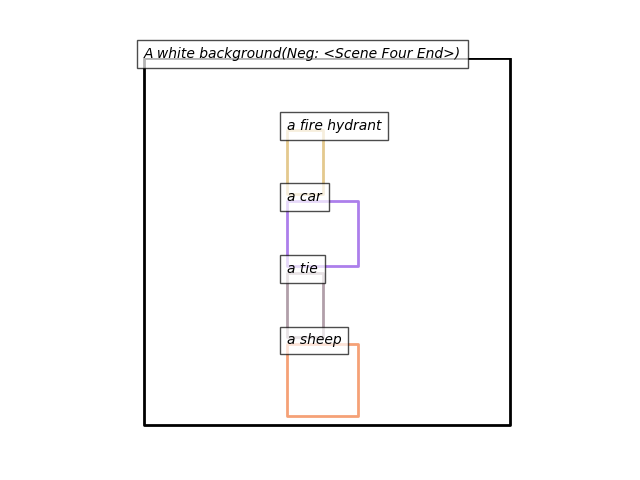 A white background(Neg: <Scene Four End>)
a fire hydrant
a car
a tie
a sheep